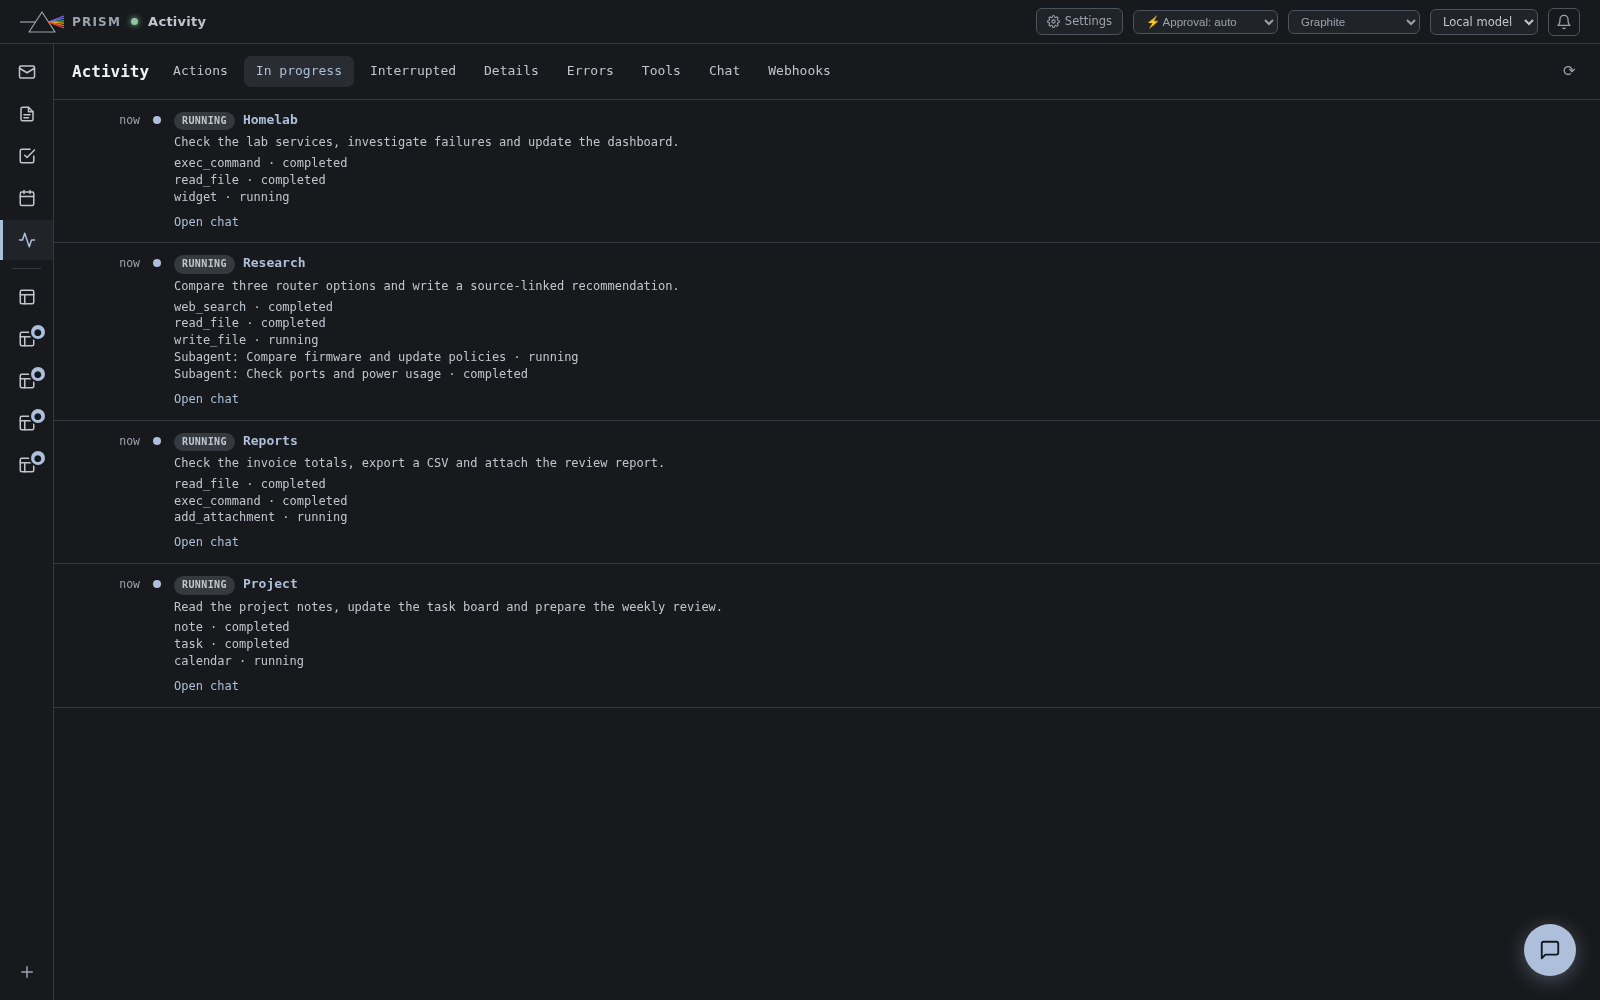 PRISM Activity Settings ⚡ Approval: auto Graphite Local model
Activity Actions In progress Interrupted Details Errors Tools Chat Webhooks
now RUNNING Homelab
Check the lab services, investigate failures and update the dashboard.
exec_command · completed
read_file · completed
widget · running
Open chat
now RUNNING Research
Compare three router options and write a source-linked recommendation.
web_search · completed
read_file · completed
write_file · running
Subagent: Compare firmware and update policies · running
Subagent: Check ports and power usage · completed
Open chat
now RUNNING Reports
Check the invoice totals, export a CSV and attach the review report.
read_file · completed
exec_command · completed
add_attachment · running
Open chat
now RUNNING Project
Read the project notes, update the task board and prepare the weekly review.
note · completed
task · completed
calendar · running
Open chat